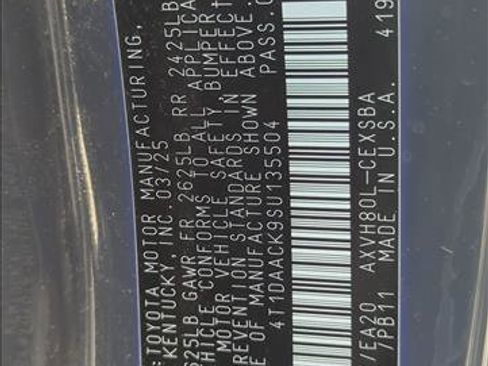 : TOYOTA MOTOR MANUFACTURING,
KENTUCKY, INC. 03/25
625LB GAWR FR 2625LB RR 2425LB
HICLE CONFORMS TO ALL APPLICA
MOTOR VEHICLE SAFETY, BUMPER
REVENTION STANDARDS IN EFFECT
E OF MANUFACTURE SHOWN ABOVE.
4T1DAACK9SU135504 PASS.C
/EA20 AXVH80L-CEXSBA
/PB11 MADE IN U.S.A. 419